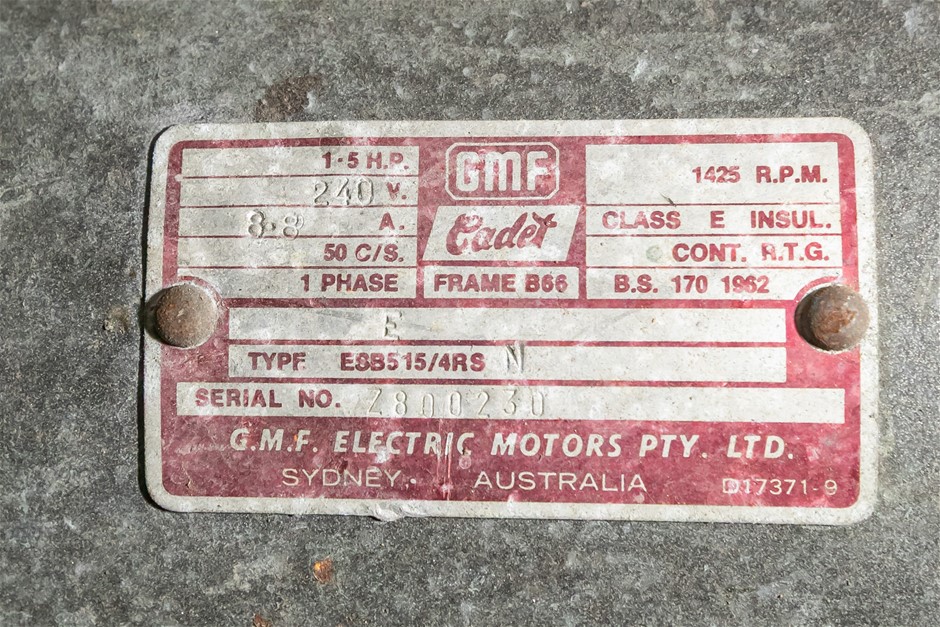 1·5 H.P.
240 V.
8·8 A.
50 C/S.
1 PHASE
GMF
Cadet
FRAME B66
1425 R.P.M.
CLASS E INSUL.
CONT. R.T.G.
B.S. 170 1962
E
TYPE E8B515/4RS N
SERIAL NO. Z800230
G.M.F. ELECTRIC MOTORS PTY. LTD.
SYDNEY, AUSTRALIA
D17371-9